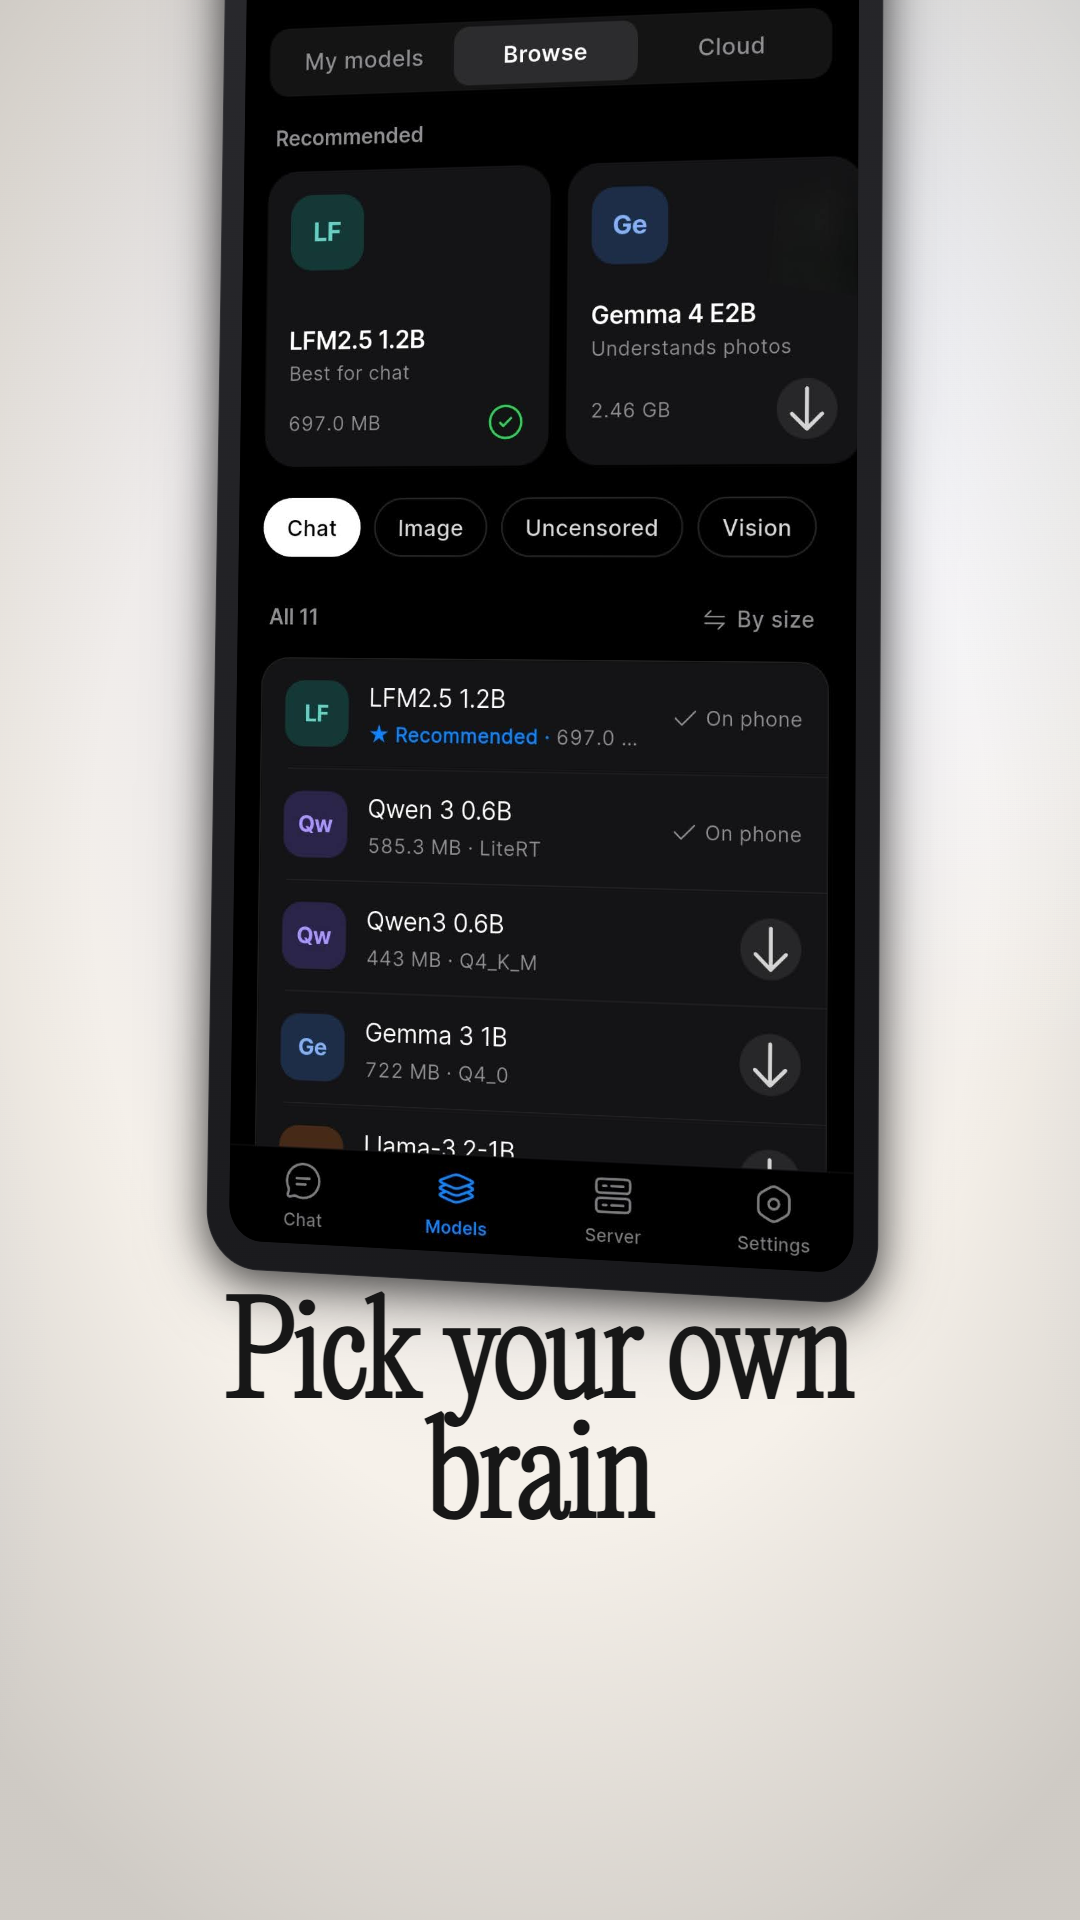 My models
Browse
Cloud
Recommended
LF
LFM2.5 1.2B
Best for chat
697.0 MB
Ge
Gemma 4 E2B
Understands photos
2.46 GB
Chat
Image
Uncensored
Vision
All 11
By size
LF
LFM2.5 1.2B
★ Recommended · 697.0 ...
On phone
Qw
Qwen 3 0.6B
585.3 MB · LiteRT
On phone
Qw
Qwen3 0.6B
443 MB · Q4_K_M
Ge
Gemma 3 1B
722 MB · Q4_0
Llama-3.2-1B
Chat
Models
Server
Settings
Pick your own
brain